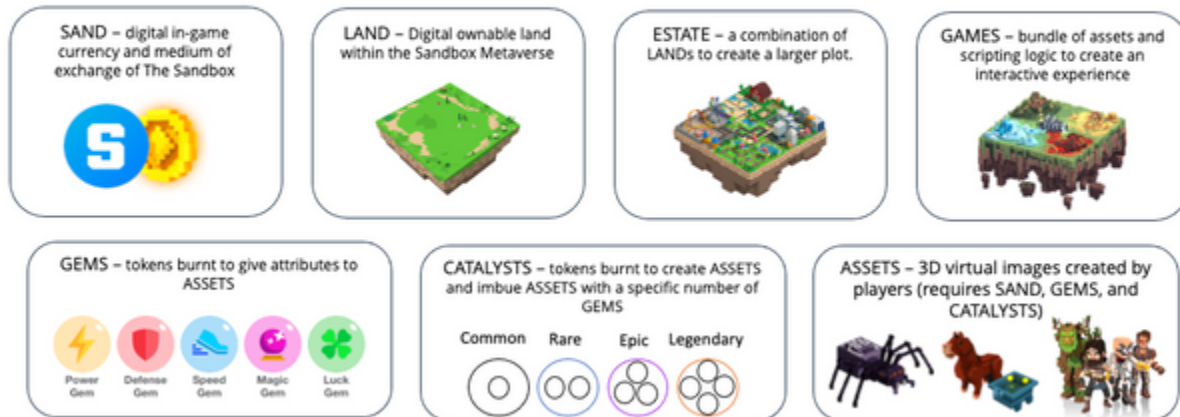 SAND – digital in-game
currency and medium of
exchange of The Sandbox
S
LAND – Digital ownable land
within the Sandbox Metaverse
ESTATE – a combination of
LANDs to create a larger plot.
GAMES – bundle of assets and
scripting logic to create an
interactive experience
GEMS – tokens burnt to give attributes to
ASSETS
Power
Gem
Defense
Gem
Speed
Gem
Magic
Gem
Luck
Gem
CATALYSTS – tokens burnt to create ASSETS
and imbue ASSETS with a specific number of
GEMS
Common
Rare
Epic
Legendary
ASSETS – 3D virtual images created by
players (requires SAND, GEMS, and
CATALYSTS)